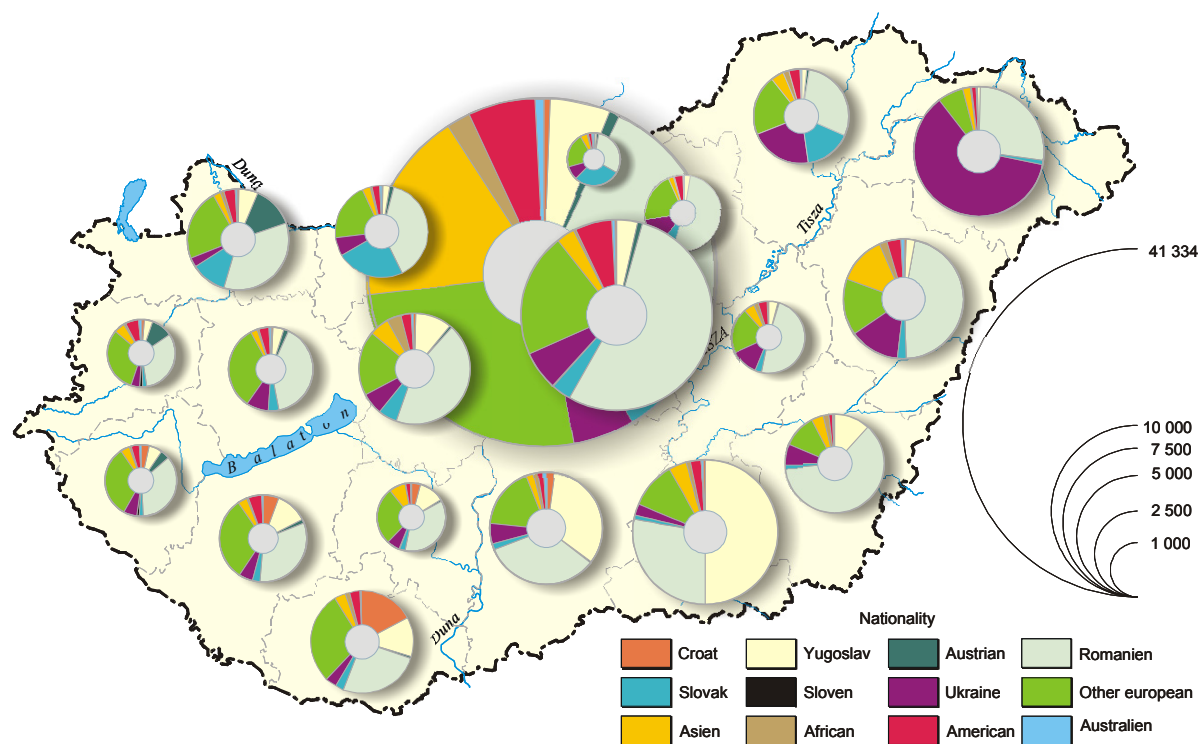 Duna
Tisza
ZA
Balaton
Duna
41 334
10 000
7 500
5 000
2 500
1 000
Nationality
Croat
Yugoslav
Austrian
Romanien
Slovak
Sloven
Ukraine
Other european
Asien
African
American
Australien